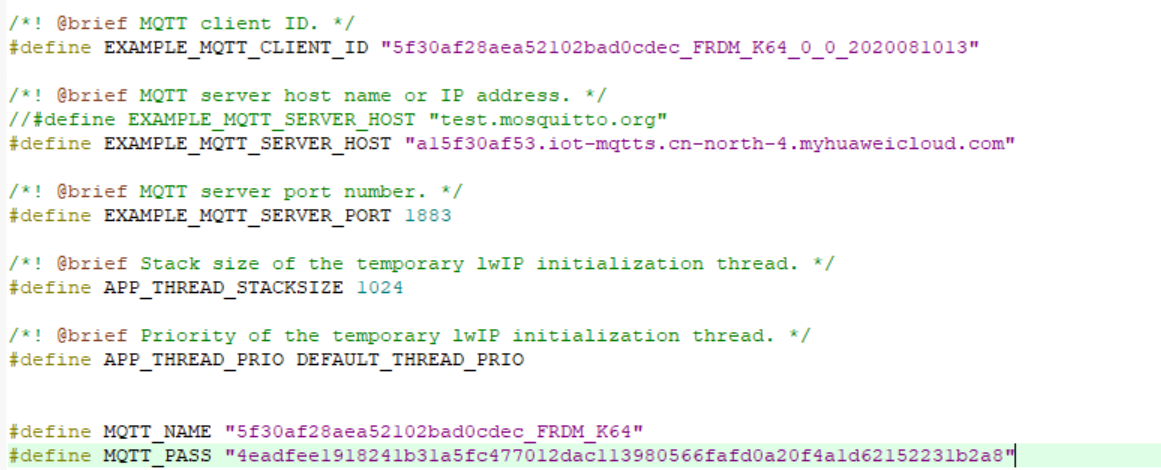 /*! @brief MQTT client ID. */
#define EXAMPLE_MQTT_CLIENT_ID "5f30af28aea52102bad0cdec_FRDM_K64_0_0_2020081013"
/*! @brief MQTT server host name or IP address. */
//#define EXAMPLE_MQTT_SERVER_HOST "test.mosquitto.org"
#define EXAMPLE_MQTT_SERVER_HOST "a15f30af53.iot-mqtts.cn-north-4.myhuaweicloud.com"
/*! @brief MQTT server port number. */
#define EXAMPLE_MQTT_SERVER_PORT 1883
/*! @brief Stack size of the temporary lwIP initialization thread. */
#define APP_THREAD_STACKSIZE 1024
/*! @brief Priority of the temporary lwIP initialization thread. */
#define APP_THREAD_PRIO DEFAULT_THREAD_PRIO
#define MQTT_NAME "5f30af28aea52102bad0cdec_FRDM_K64"
#define MQTT_PASS "4eadfee1918241b31a5fc477012dac113980566fafd0a20f4a1d62152231b2a8"